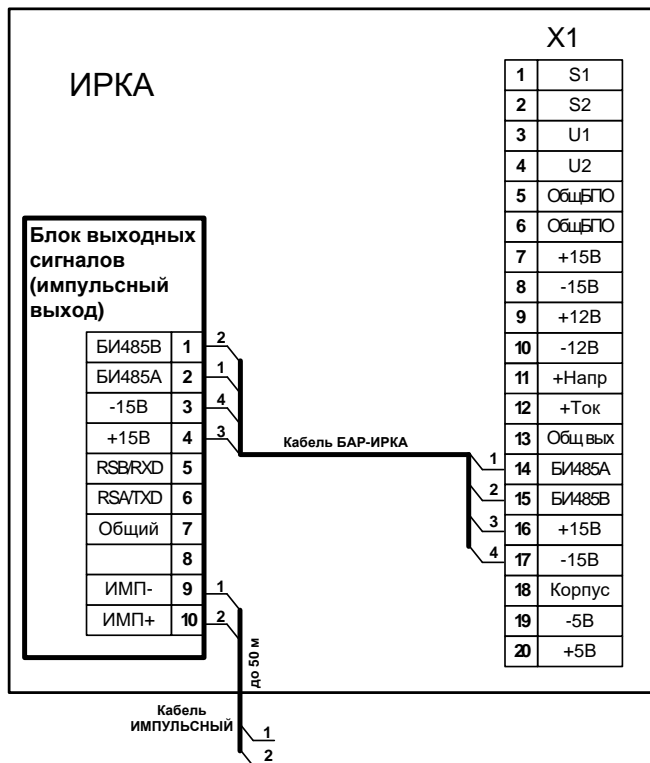 X1
ИРКА
1 S1
2 S2
3 U1
4 U2
5 ОбщБПО
6 ОбщБПО
7 +15В
8 -15В
9 +12В
10 -12В
11 +Напр
12 +Ток
13 Общ вых
14 БИ485А
15 БИ485В
16 +15В
17 -15В
18 Корпус
19 -5В
20 +5В
1
2
3
4
Блок выходных
сигналов
(импульсный
выход)
БИ485В 1 2
БИ485А 2 1
-15В 3 4
+15В 4 3
RSB/RXD 5
RSA/TXD 6
Общий 7
8
ИМП- 9 1
ИМП+ 10 2
Кабель БАР-ИРКА
до 50 м
Кабель
ИМПУЛЬСНЫЙ
1
2